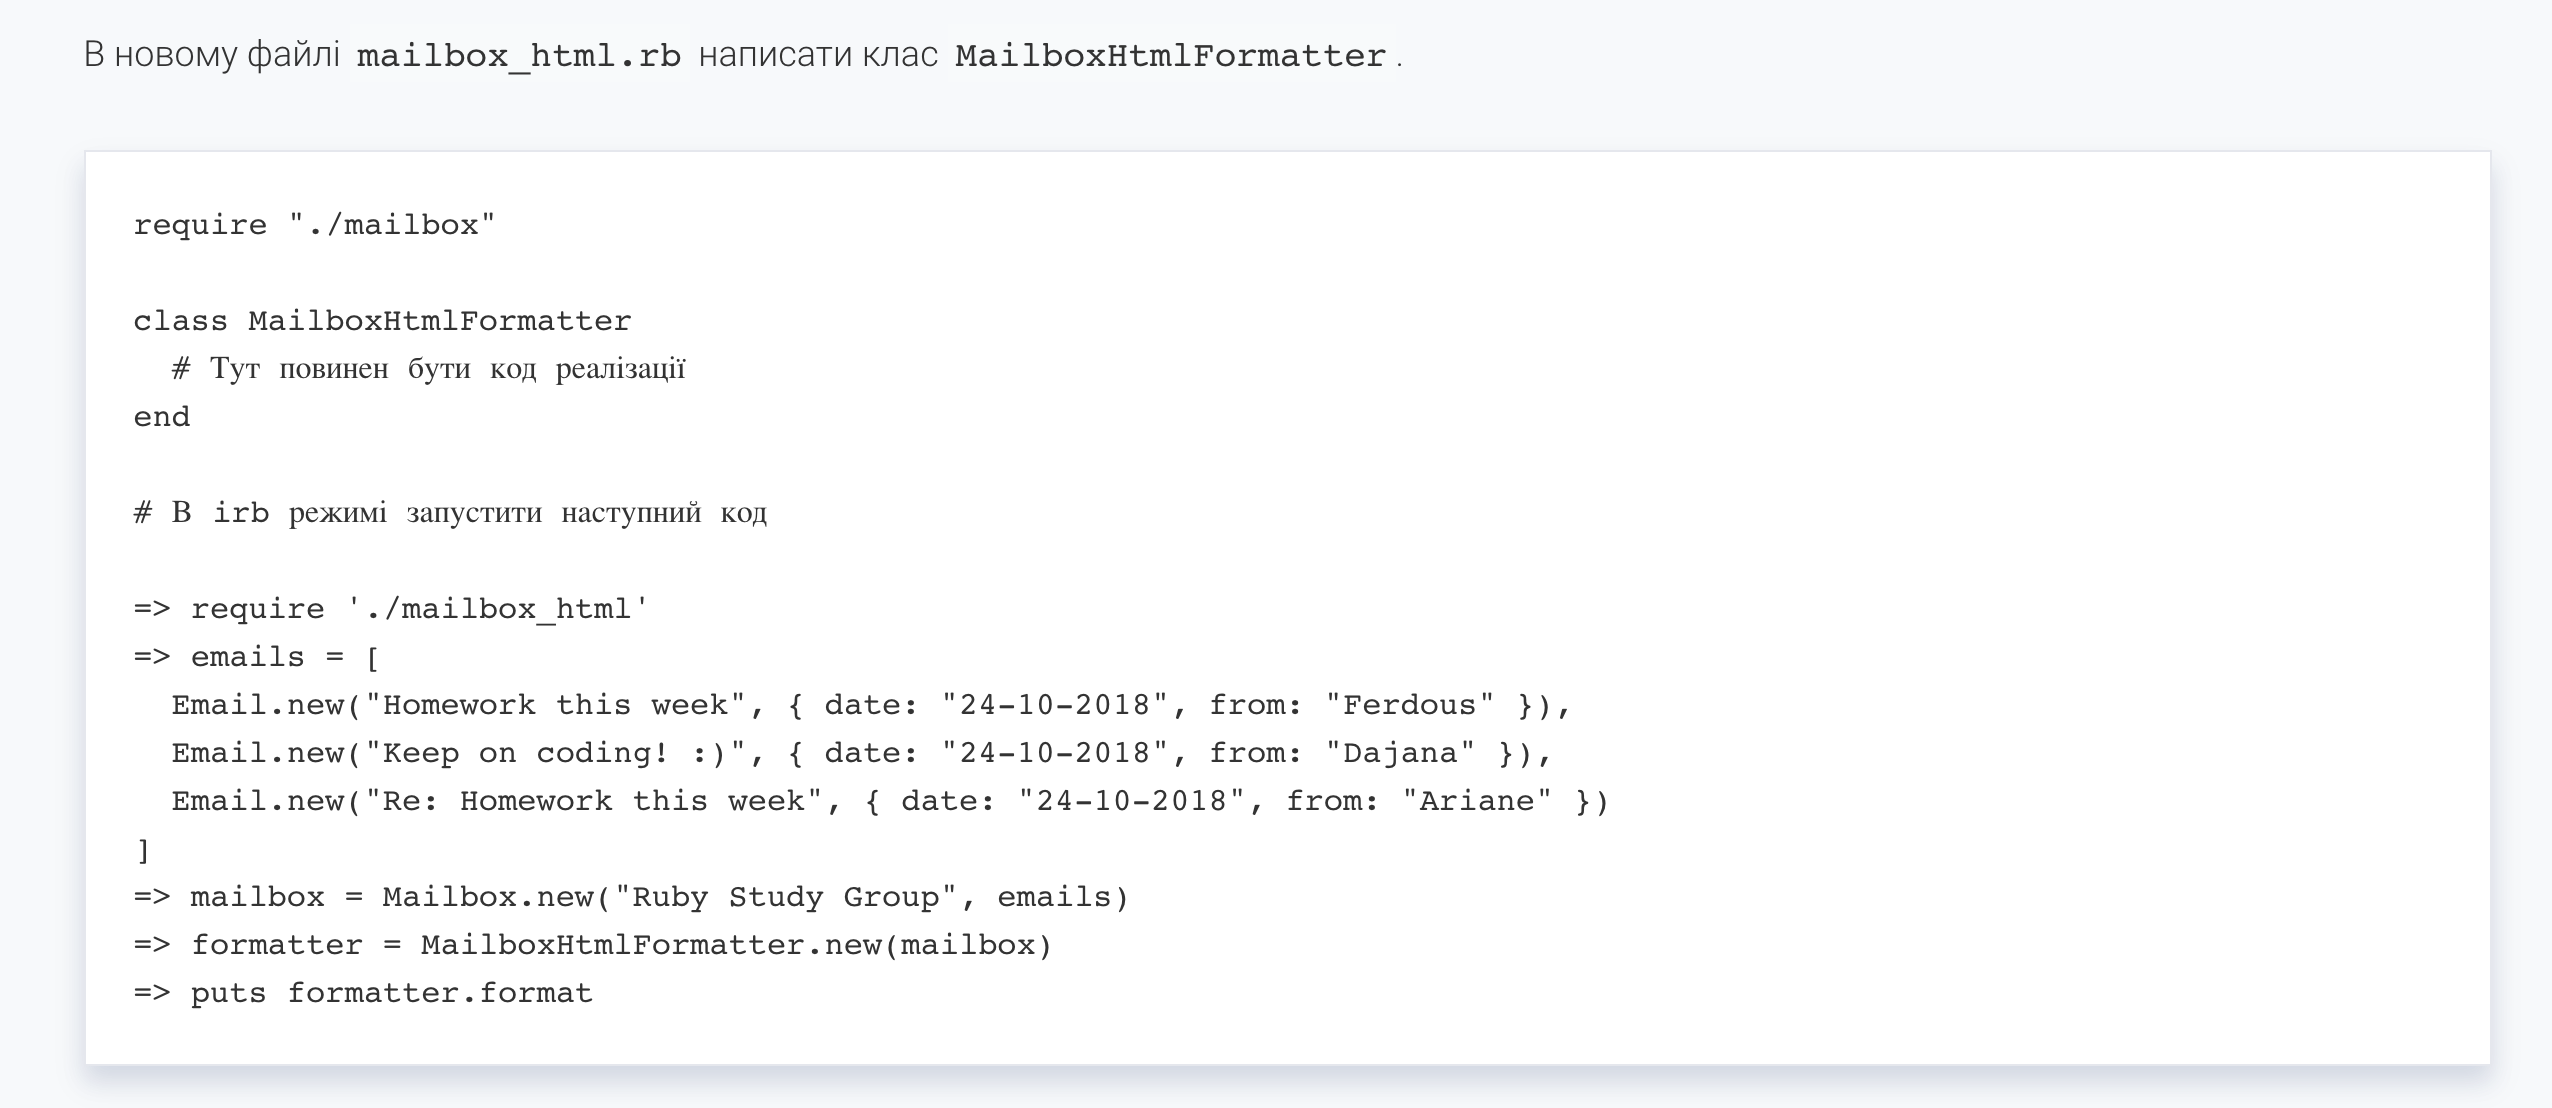 В новому файлі mailbox_html.rb написати клас MailboxHtmlFormatter.
require "./mailbox"
class MailboxHtmlFormatter
  # Тут повинен бути код реалізації
end
# В irb режимі запустити наступний код
=> require './mailbox_html'
=> emails = [
  Email.new("Homework this week", { date: "24-10-2018", from: "Ferdous" }),
  Email.new("Keep on coding! :)", { date: "24-10-2018", from: "Dajana" }),
  Email.new("Re: Homework this week", { date: "24-10-2018", from: "Ariane" })
]
=> mailbox = Mailbox.new("Ruby Study Group", emails)
=> formatter = MailboxHtmlFormatter.new(mailbox)
=> puts formatter.format